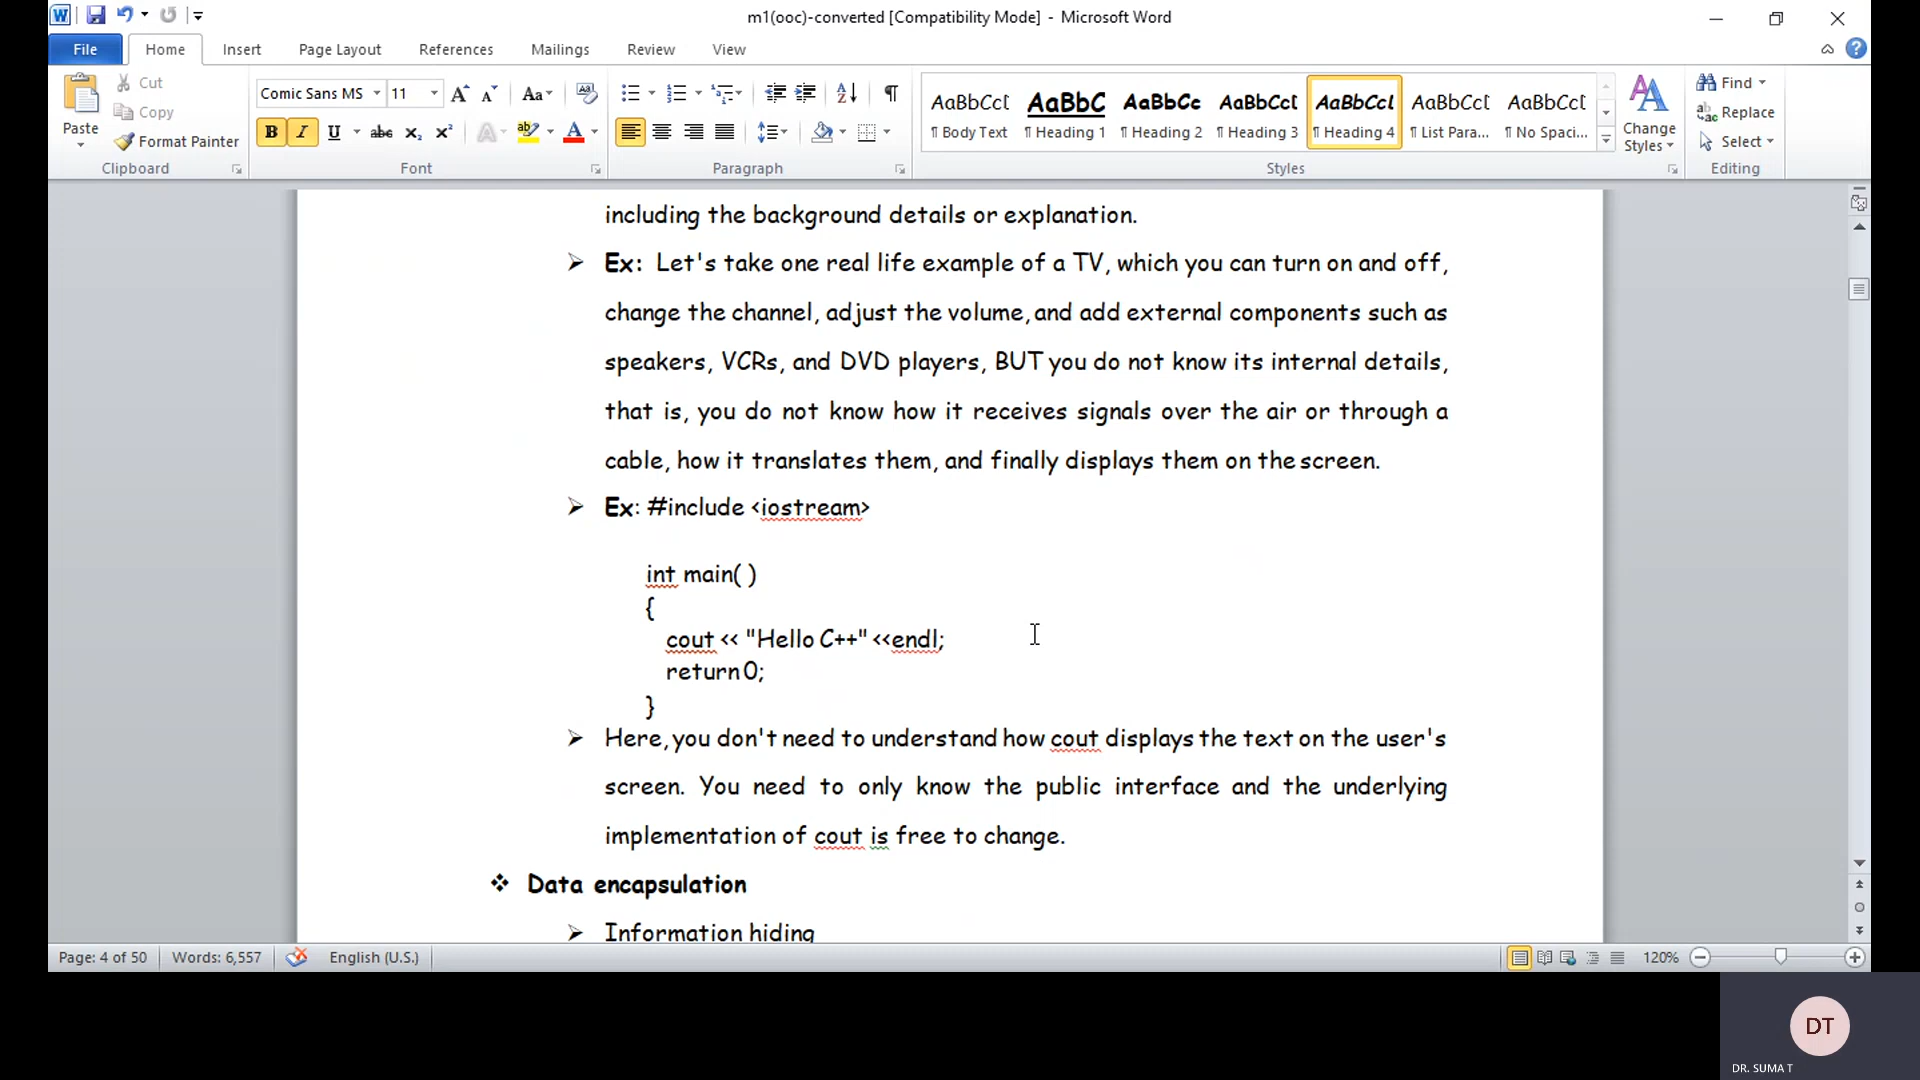 m1(ooc)-converted [Compatibility Mode] - Microsoft Word
File Home Insert Page Layout References Mailings Review View
Paste
Cut
Copy
Format Painter
Clipboard
Comic Sans MS 11
Font
Paragraph
AaBbCcI AaBbC AaBbCc AaBbCcI AaBbCcI AaBbCcI AaBbCcI
¶ Body Text ¶ Heading 1 ¶ Heading 2 ¶ Heading 3 ¶ Heading 4 ¶ List Para... ¶ No Spaci...
Change
Styles
Styles
Find
Replace
Select
Editing
including the background details or explanation.
➢ Ex: Let's take one real life example of a TV, which you can turn on and off,
change the channel, adjust the volume, and add external components such as
speakers, VCRs, and DVD players, BUT you do not know its internal details,
that is, you do not know how it receives signals over the air or through a
cable, how it translates them, and finally displays them on the screen.
➢ Ex: #include <iostream>
int main( )
{
cout << "Hello C++" <<endl;
return 0;
}
➢ Here, you don't need to understand how cout displays the text on the user's
screen. You need to only know the public interface and the underlying
implementation of cout is free to change.
❖ Data encapsulation
➢ Information hiding
Page: 4 of 50 Words: 6,557 English (U.S.) 120%
DT
DR. SUMA T